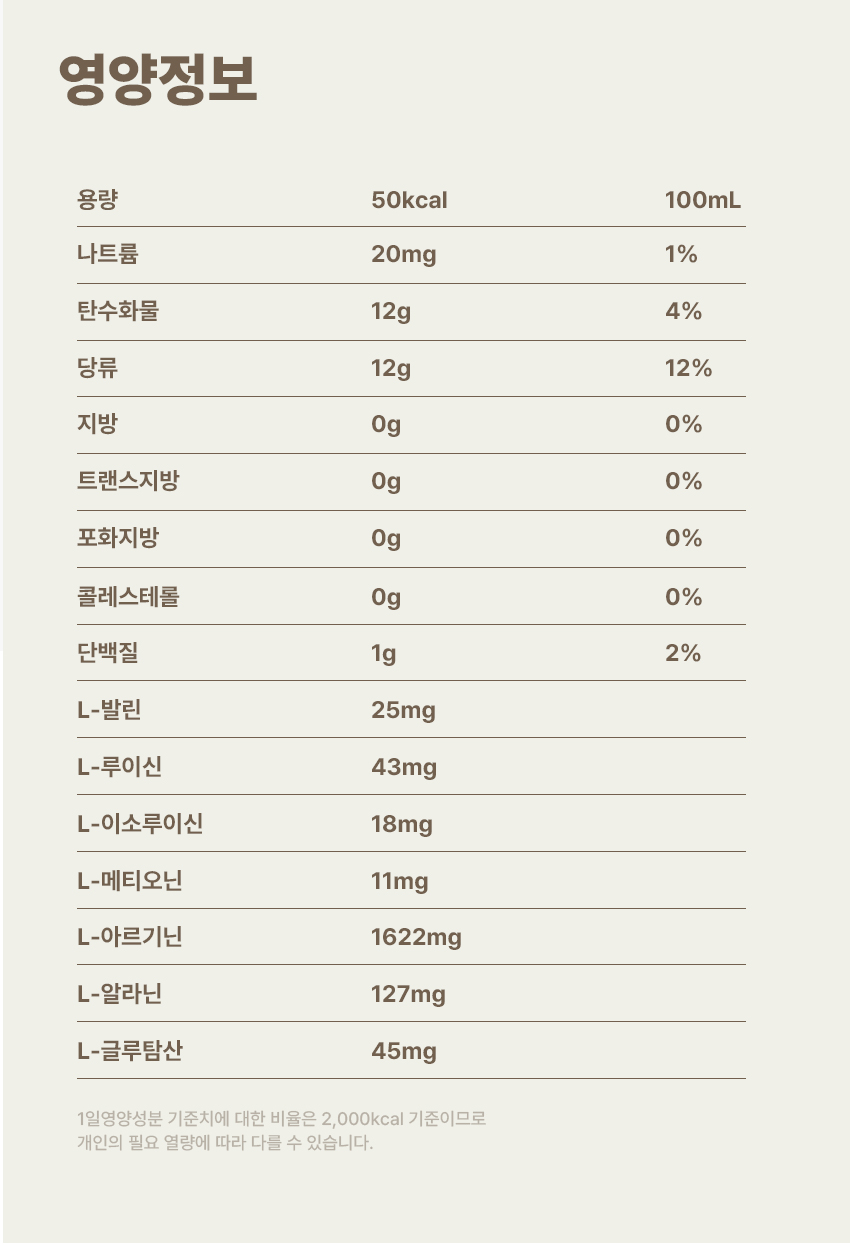 영양정보
용량 50kcal 100mL
나트륨 20mg 1%
탄수화물 12g 4%
당류 12g 12%
지방 0g 0%
트랜스지방 0g 0%
포화지방 0g 0%
콜레스테롤 0g 0%
단백질 1g 2%
L-발린 25mg
L-루이신 43mg
L-이소루이신 18mg
L-메티오닌 11mg
L-아르기닌 1622mg
L-알라닌 127mg
L-글루탐산 45mg
1일영양성분 기준치에 대한 비율은 2,000kcal 기준이므로
개인의 필요 열량에 따라 다를 수 있습니다.